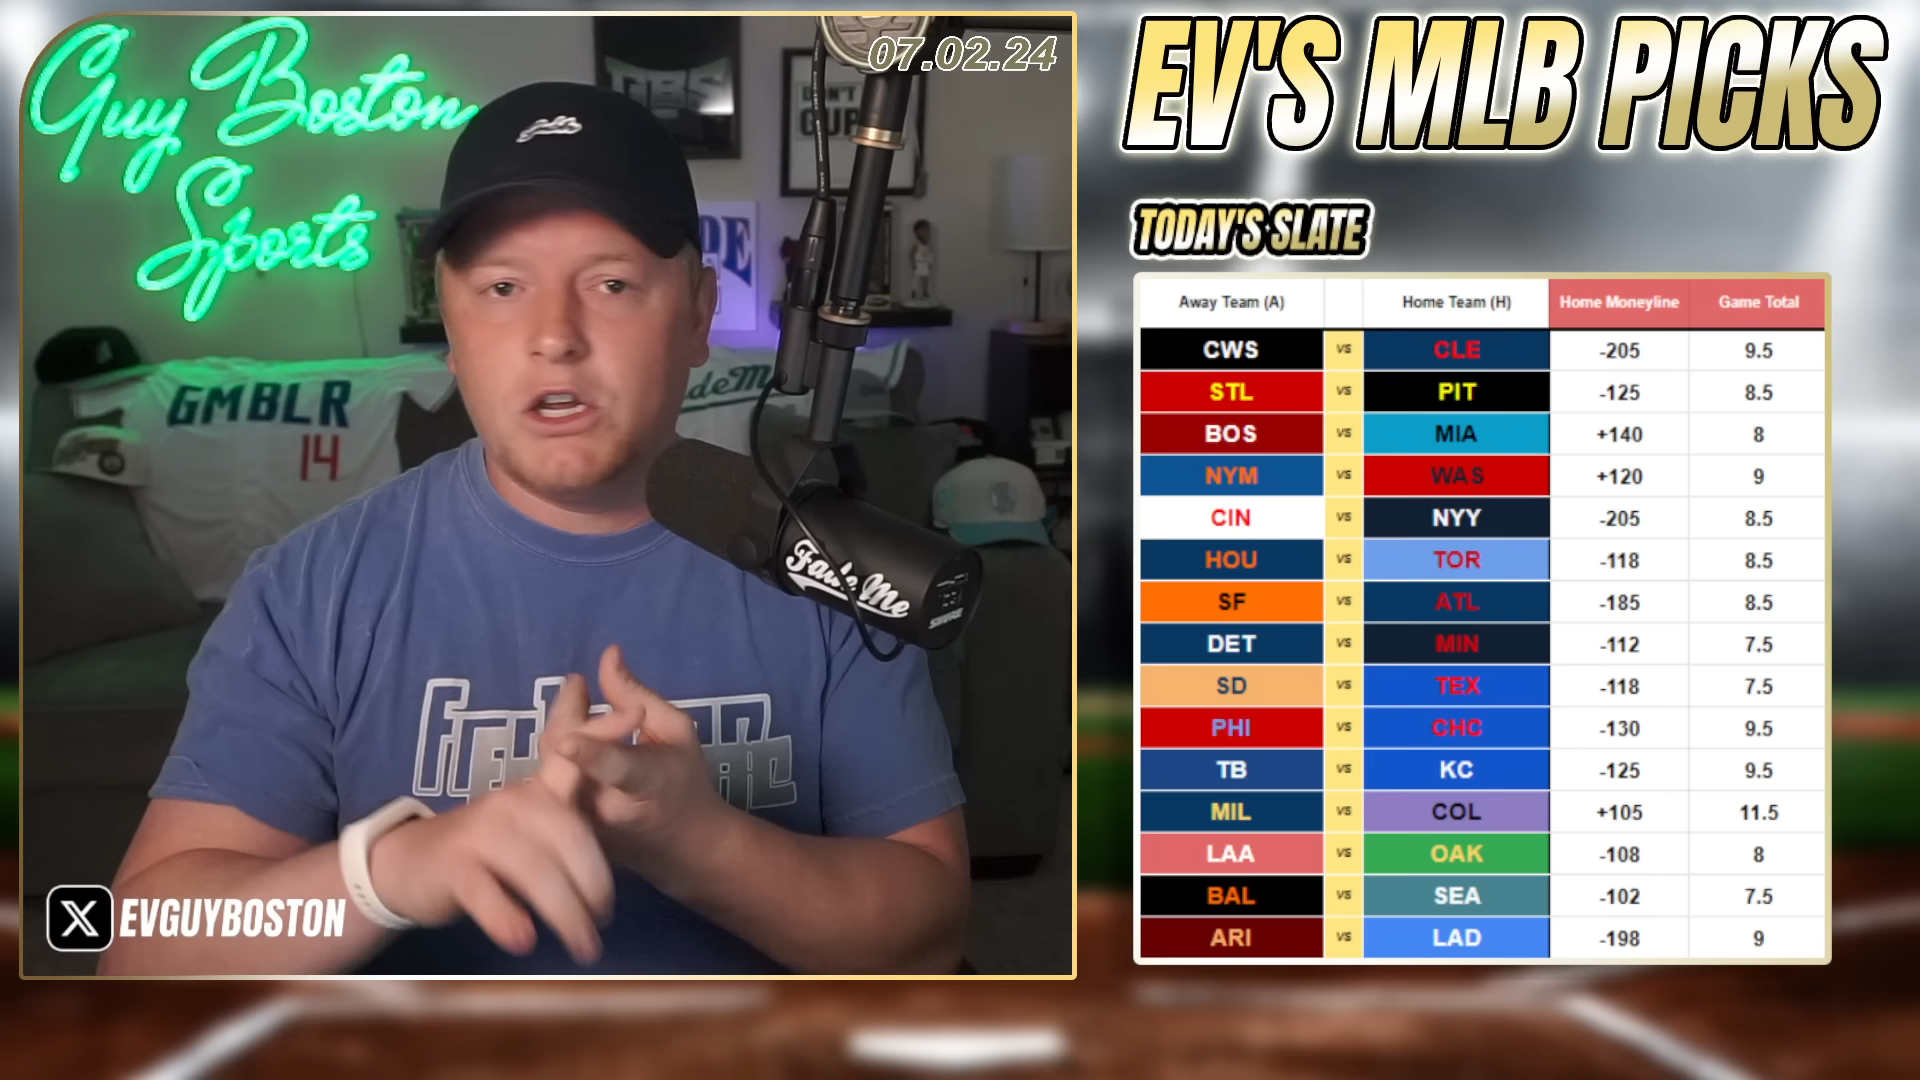 Guy Boston
Sports
07.02.24
DON'T
GMBLR
14
Fade Me
SHURE
EVGUYBOSTON
EV'S MLB PICKS
TODAY'S SLATE
Away Team (A) Home Team (H) Home Moneyline Game Total
CWS VS CLE -205 9.5
STL VS PIT -125 8.5
BOS VS MIA +140 8
NYM VS WAS +120 9
CIN VS NYY -205 8.5
HOU VS TOR -118 8.5
SF VS ATL -185 8.5
DET VS MIN -112 7.5
SD VS TEX -118 7.5
PHI VS CHC -130 9.5
TB VS KC -125 9.5
MIL VS COL +105 11.5
LAA VS OAK -108 8
BAL VS SEA -102 7.5
ARI VS LAD -198 9